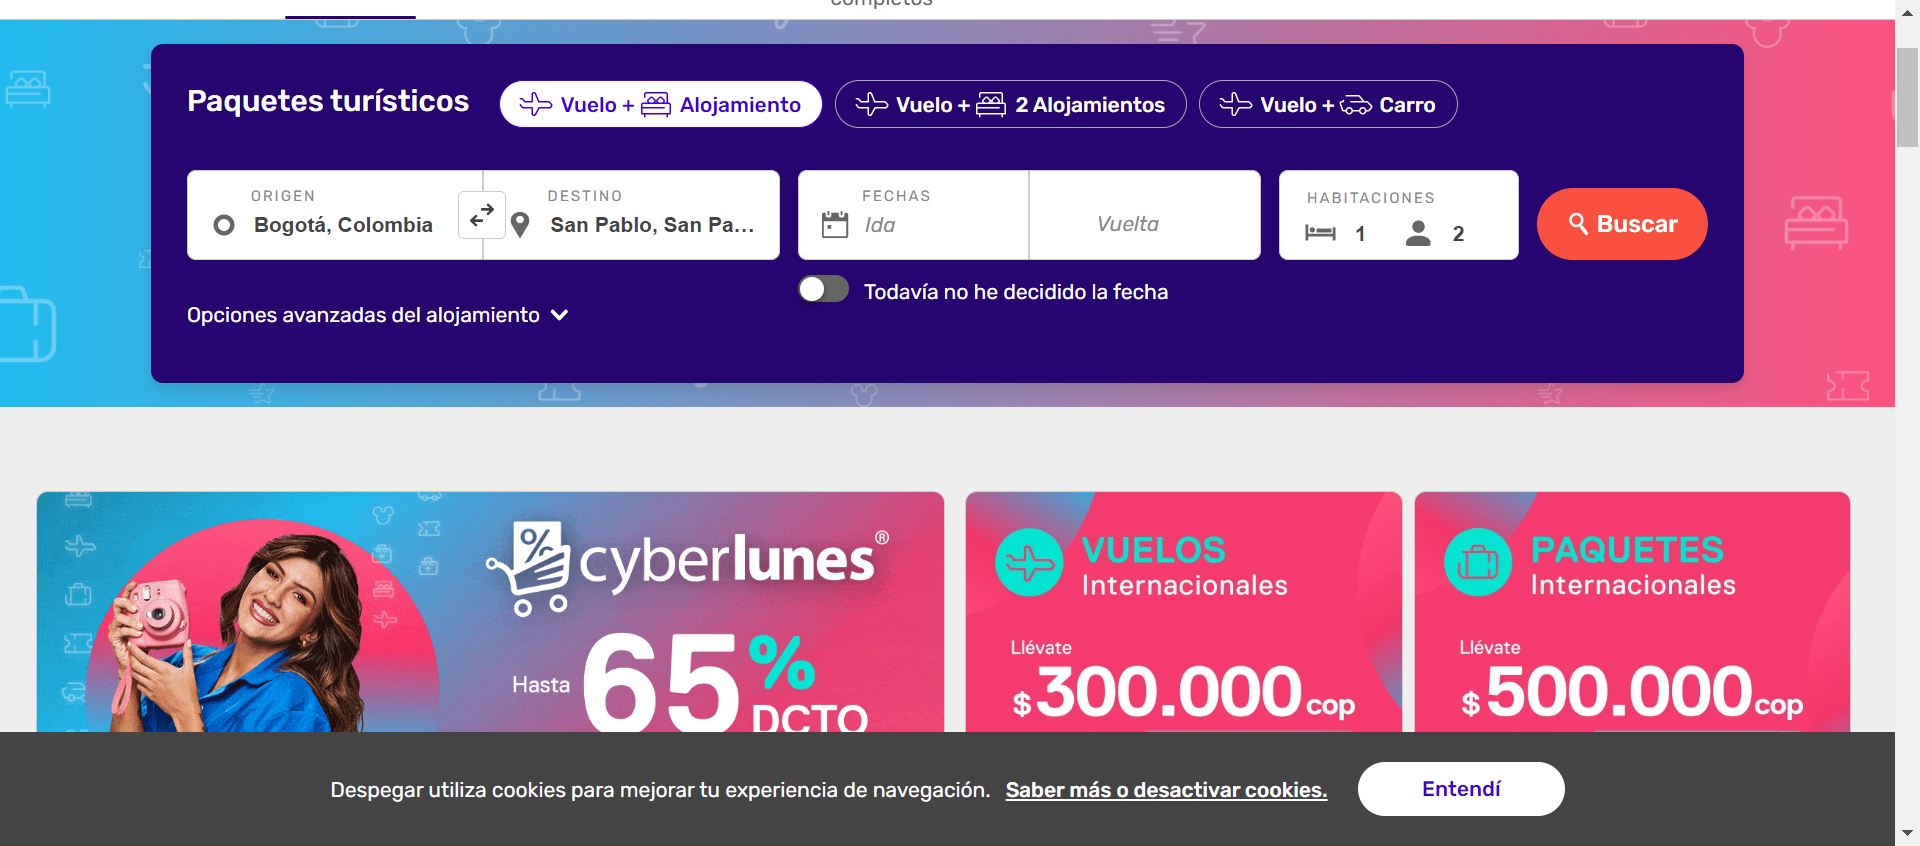 completos
Paquetes turísticos
Vuelo + Alojamiento
Vuelo + 2 Alojamientos
Vuelo + Carro
ORIGEN
Bogotá, Colombia
DESTINO
San Pablo, San Pa...
FECHAS
Ida
Vuelta
HABITACIONES
1
2
Buscar
Todavía no he decidido la fecha
Opciones avanzadas del alojamiento
cyberlunes®
Hasta 65% DCTO
VUELOS
Internacionales
Llévate
$300.000 cop
PAQUETES
Internacionales
Llévate
$500.000 cop
Despegar utiliza cookies para mejorar tu experiencia de navegación. Saber más o desactivar cookies.
Entendí